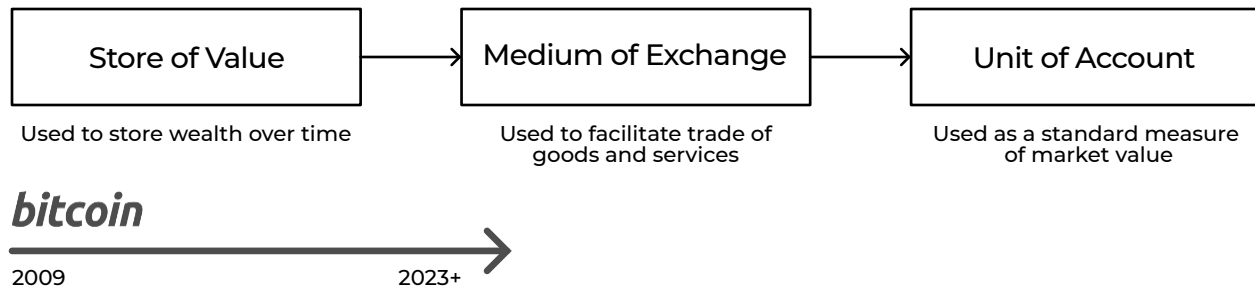 Store of Value
Medium of Exchange
Unit of Account
Used to store wealth over time
Used to facilitate trade of
goods and services
Used as a standard measure
of market value
bitcoin
2009
2023+